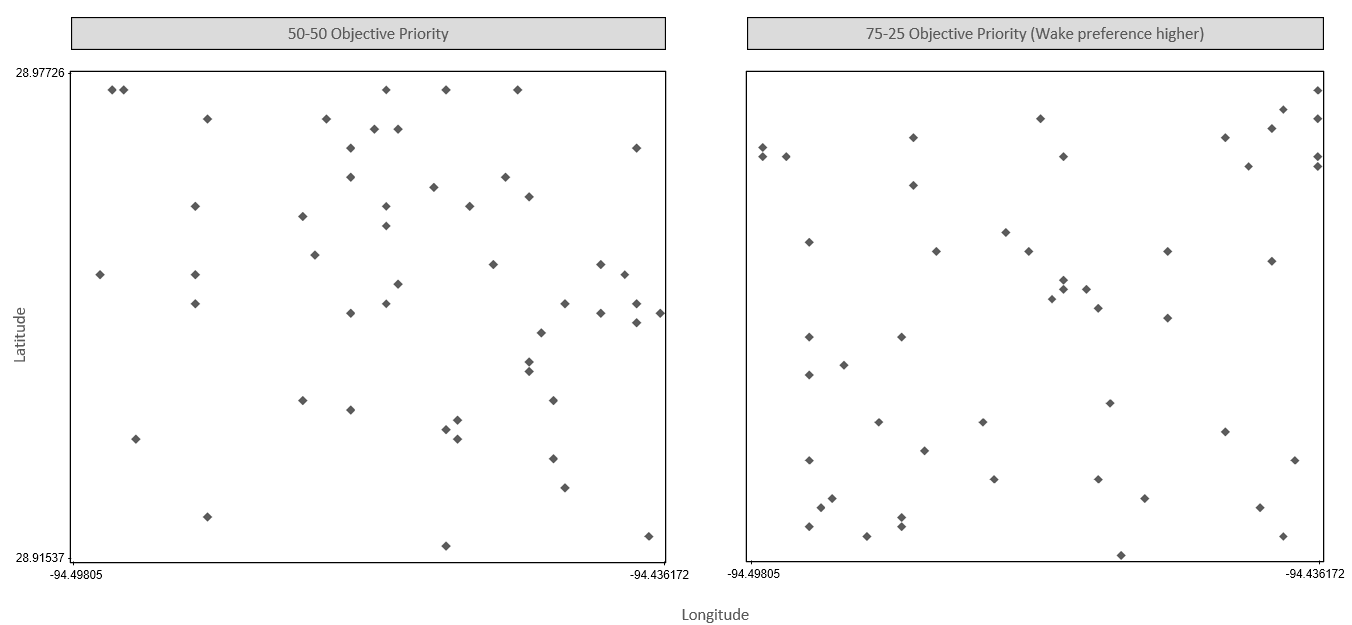 50-50 Objective Priority
75-25 Objective Priority (Wake preference higher)
28.97726
Latitude
28.91537
-94.49805
-94.436172
-94.49805
-94.436172
Longitude